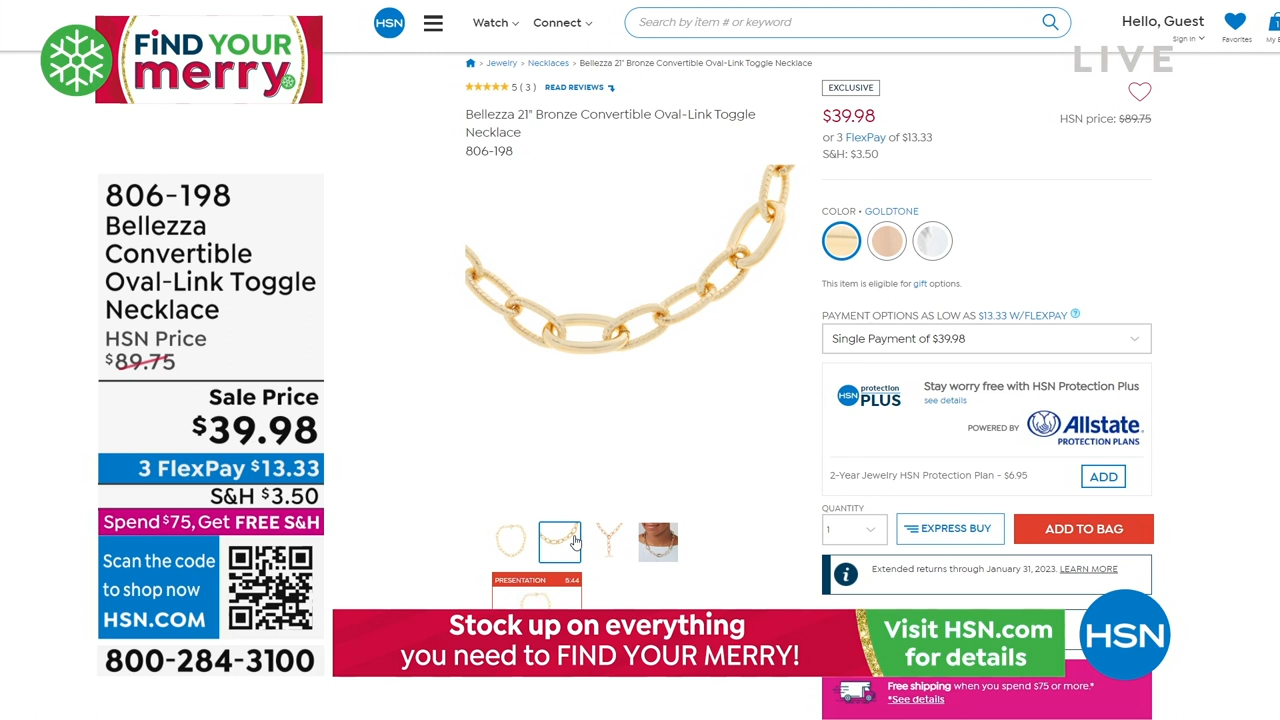 FiND YOUR
merry
806-198
Bellezza
Convertible
Oval-Link Toggle
Necklace
HSN Price
$89.75
Sale Price
$39.98
3 FlexPay $13.33
S&H $3.50
Spend $75, Get FREE S&H
Scan the code
to shop now
HSN.COM
800-284-3100
HSN
Watch
Connect
Search by item # or keyword
Hello, Guest
Sign In
Favorites
1
LIVE
> Jewelry > Necklaces > Bellezza 21" Bronze Convertible Oval-Link Toggle Necklace
5 ( 3 ) READ REVIEWS
Bellezza 21" Bronze Convertible Oval-Link Toggle
Necklace
806-198
EXCLUSIVE
$39.98
HSN price: $89.75
or 3 FlexPay of $13.33
S&H: $3.50
COLOR • GOLDTONE
This item is eligible for gift options.
PAYMENT OPTIONS AS LOW AS $13.33 W/FLEXPAY ?
Single Payment of $39.98
HSN protection
PLUS
Stay worry free with HSN Protection Plus
see details
POWERED BY Allstate.
PROTECTION PLANS
2-Year Jewelry HSN Protection Plan - $6.95
ADD
QUANTITY
1
EXPRESS BUY
ADD TO BAG
i
Extended returns through January 31, 2023. LEARN MORE
PRESENTATION 5:44
Stock up on everything
you need to FIND YOUR MERRY!
Visit HSN.com
for details
HSN
Free shipping when you spend $75 or more.*
*See details